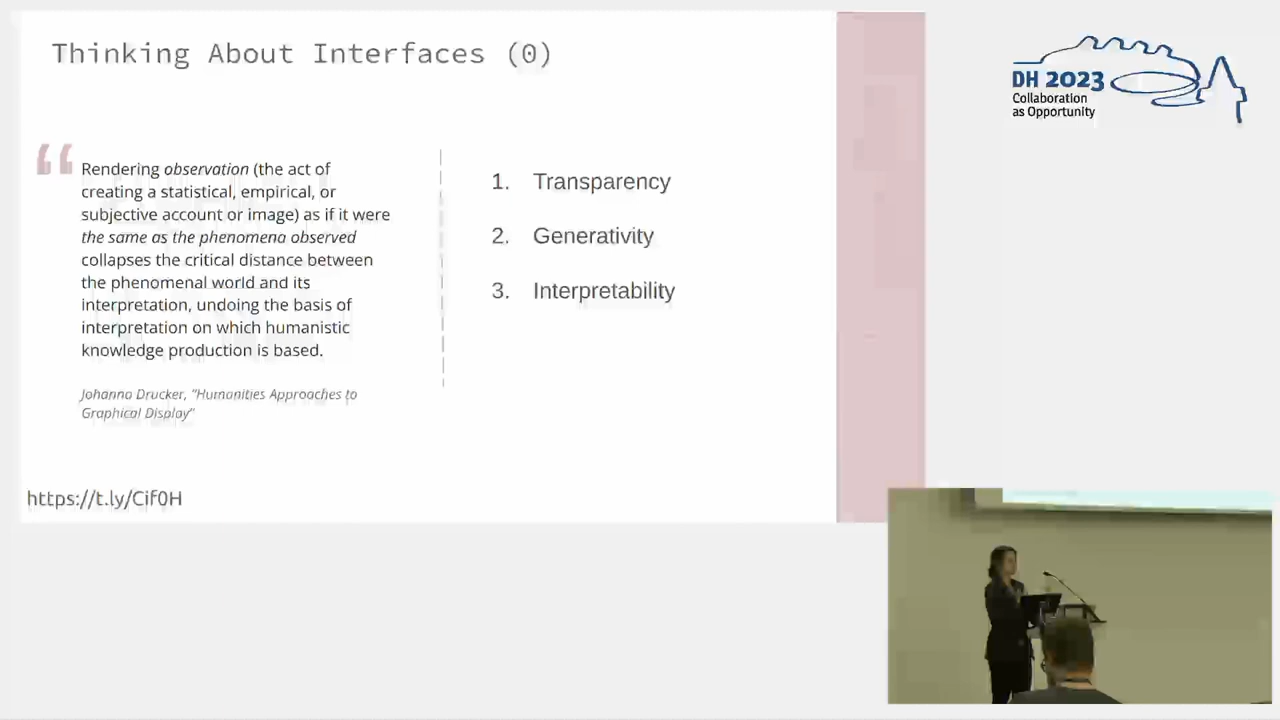 Thinking About Interfaces (0)
“
Rendering observation (the act of
creating a statistical, empirical, or
subjective account or image) as if it were
the same as the phenomena observed
collapses the critical distance between
the phenomenal world and its
interpretation, undoing the basis of
interpretation on which humanistic
knowledge production is based.
Johanna Drucker, “Humanities Approaches to
Graphical Display”
1. Transparency
2. Generativity
3. Interpretability
https://t.ly/Cif0H
DH 2023
Collaboration
as Opportunity